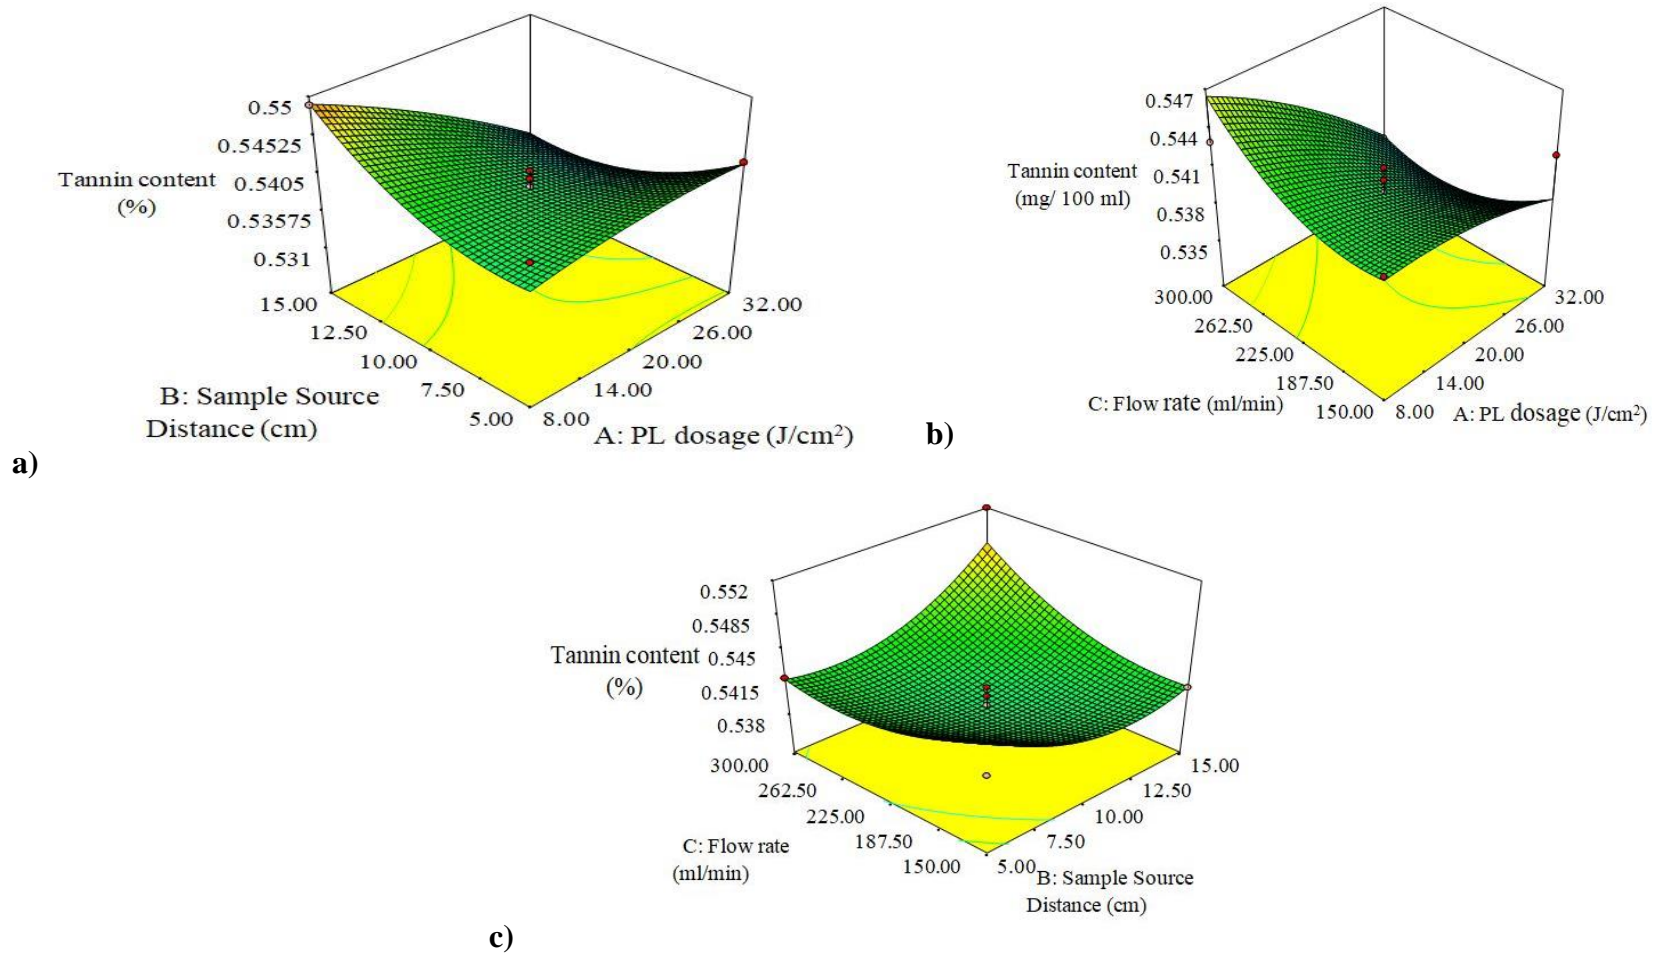 0.55
0.54525
Tannin content
(%)
0.5405
0.53575
0.531
15.00
12.50
10.00
7.50
5.00
B: Sample Source
Distance (cm)
32.00
26.00
20.00
14.00
8.00
A: PL dosage (J/cm²)
a)
0.547
0.544
Tannin content
(mg/ 100 ml)
0.541
0.538
0.535
300.00
262.50
225.00
187.50
150.00
C: Flow rate (ml/min)
32.00
26.00
20.00
14.00
8.00
A: PL dosage (J/cm²)
b)
0.552
0.5485
Tannin content
(%)
0.545
0.5415
0.538
300.00
262.50
225.00
187.50
150.00
C: Flow rate
(ml/min)
15.00
12.50
10.00
7.50
5.00
B: Sample Source
Distance (cm)
c)